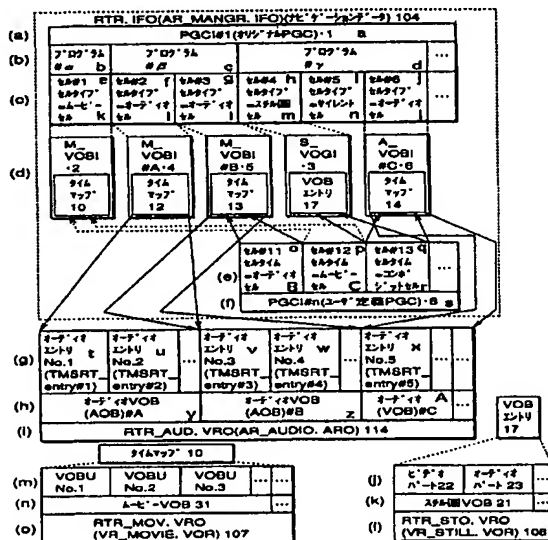 RTR. IFO(AR_MANGR. IFO)(ナビゲーションデータ) 104
(a) PGCI#1(オリジナルPGC)·1 a
(b) プログラム #α b プログラム #β c プログラム #γ d ...
(c) セル#1 e セルタイプ =ムービーセル k
セル#2 f セルタイプ =オーディオセル l
セル#3 g セルタイプ =オーディオセル l
セル#4 h セルタイプ =スチル画セル m
セル#5 i セルタイプ =サイレントセル n
セル#6 j セルタイプ =オーディオセル
...
(d) M_VOBI ·2 タイムマップ 10
M_VOBI #A·4 タイムマップ 12
M_VOBI #B·5 タイムマップ 13
S_VOGI ·3 VOBエントリ 17
A_VOBI #C·6 タイムマップ 14
(e) セル#11 o セルタイム =オーディオセル B
セル#12 p セルタイム =ムービーセル C
セル#13 q セルタイム =コンポジットセル r
...
(f) PGCI#n(ユーザ定義PGC)·6 s
(g) オーディオエントリ t No.1 (TMSRT_entry#1)
オーディオエントリ u No.2 (TMSRT_entry#2)
...
オーディオエントリ v No.3 (TMSRT_entry#3)
オーディオエントリ w No.4 (TMSRT_entry#4)
...
オーディオエントリ x No.5 (TMSRT_entry#5)
...
(h) オーディオVOB (AOB)#A y オーディオVOB (AOB)#B z オーディオ (VOB)#C A ...
(i) RTR_AUD. VRO(AR_AUDIO. ARO) 114
VOBエントリ 17
タイムマップ 10
(m) VOBU No.1 VOBU No.2 VOBU No.3 ... ...
(n) ムービーVOB 31 ...
(o) RTR_MOV. VRO (VR_MOVIE. VOR) 107
(j) ビデオパート22 オーディオパート 23 ... ...
(k) スチル画VOB 21 ...
(l) RTR_STO. VRO (VR_STILL. VOR) 108